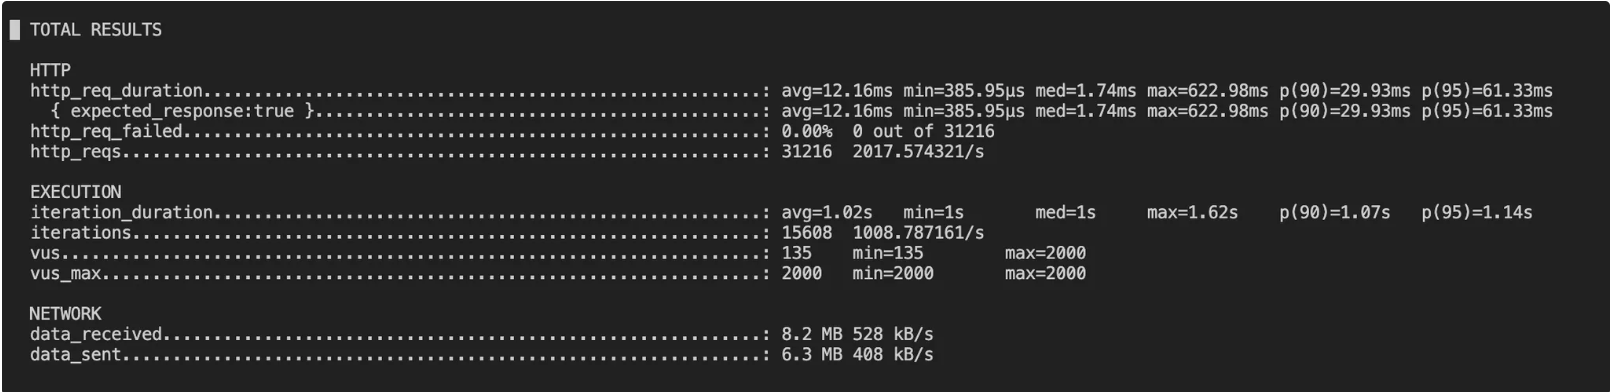 TOTAL RESULTS
HTTP
http_req_duration.......................................................: avg=12.16ms min=385.95µs med=1.74ms max=622.98ms p(90)=29.93ms p(95)=61.33ms
{ expected_response:true }............................................: avg=12.16ms min=385.95µs med=1.74ms max=622.98ms p(90)=29.93ms p(95)=61.33ms
http_req_failed.........................................................: 0.00% 0 out of 31216
http_reqs...............................................................: 31216 2017.574321/s
EXECUTION
iteration_duration......................................................: avg=1.02s min=1s med=1s max=1.62s p(90)=1.07s p(95)=1.14s
iterations..............................................................: 15608 1008.787161/s
vus.....................................................................: 135 min=135 max=2000
vus_max.................................................................: 2000 min=2000 max=2000
NETWORK
data_received...........................................................: 8.2 MB 528 kB/s
data_sent...............................................................: 6.3 MB 408 kB/s